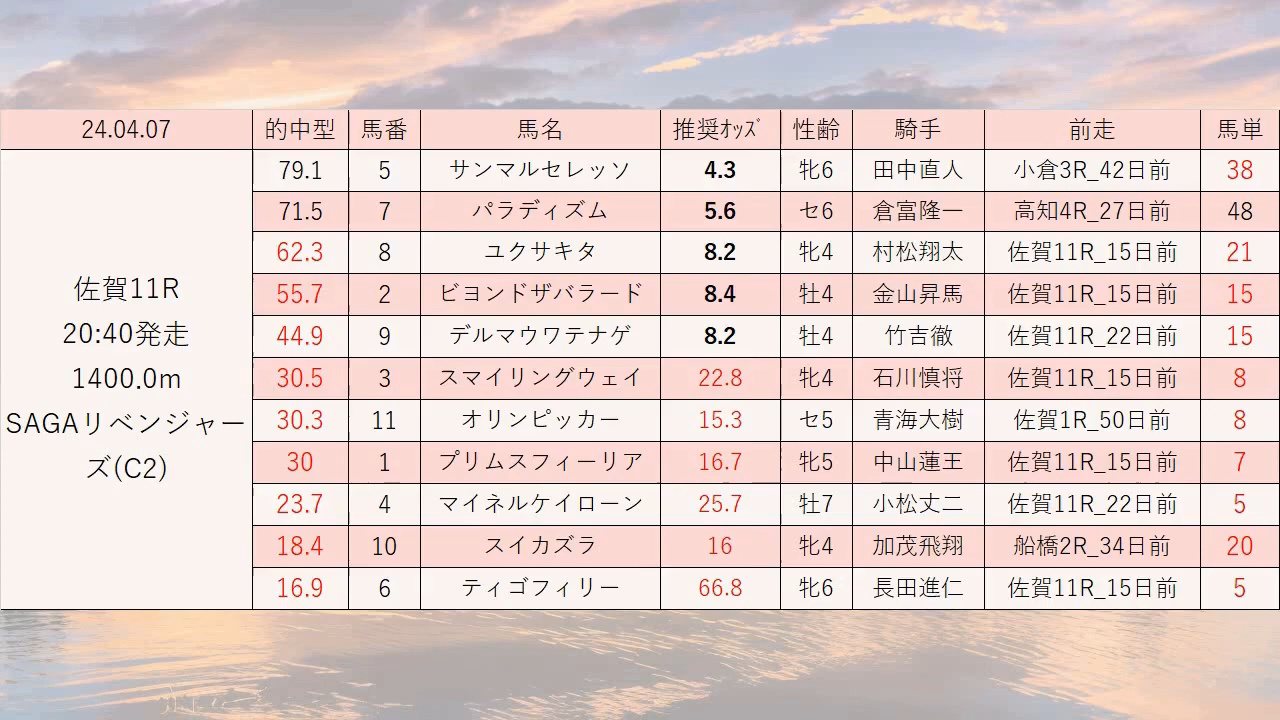 24.04.07 的中型 馬番 馬名 推奨ｵｯｽﾞ 性齢 騎手 前走 馬単
佐賀11R
20:40発走
1400.0m
SAGAリベンジャー
ズ(C2)
79.1 5 サンマルセレッソ 4.3 牝6 田中直人 小倉3R_42日前 38
71.5 7 パラディズム 5.6 セ6 倉富隆一 高知4R_27日前 48
62.3 8 ユクサキタ 8.2 牝4 村松翔太 佐賀11R_15日前 21
55.7 2 ビヨンドザバラード 8.4 牡4 金山昇馬 佐賀11R_15日前 15
44.9 9 デルマウワテナゲ 8.2 牡4 竹吉徹 佐賀11R_22日前 15
30.5 3 スマイリングウェイ 22.8 牝4 石川慎将 佐賀11R_15日前 8
30.3 11 オリンピッカー 15.3 セ5 青海大樹 佐賀1R_50日前 8
30 1 プリムスフィーリア 16.7 牝5 中山蓮王 佐賀11R_15日前 7
23.7 4 マイネルケイローン 25.7 牡7 小松丈二 佐賀11R_22日前 5
18.4 10 スイカズラ 16 牝4 加茂飛翔 船橋2R_34日前 20
16.9 6 ティゴフィリー 66.8 牝6 長田進仁 佐賀11R_15日前 5